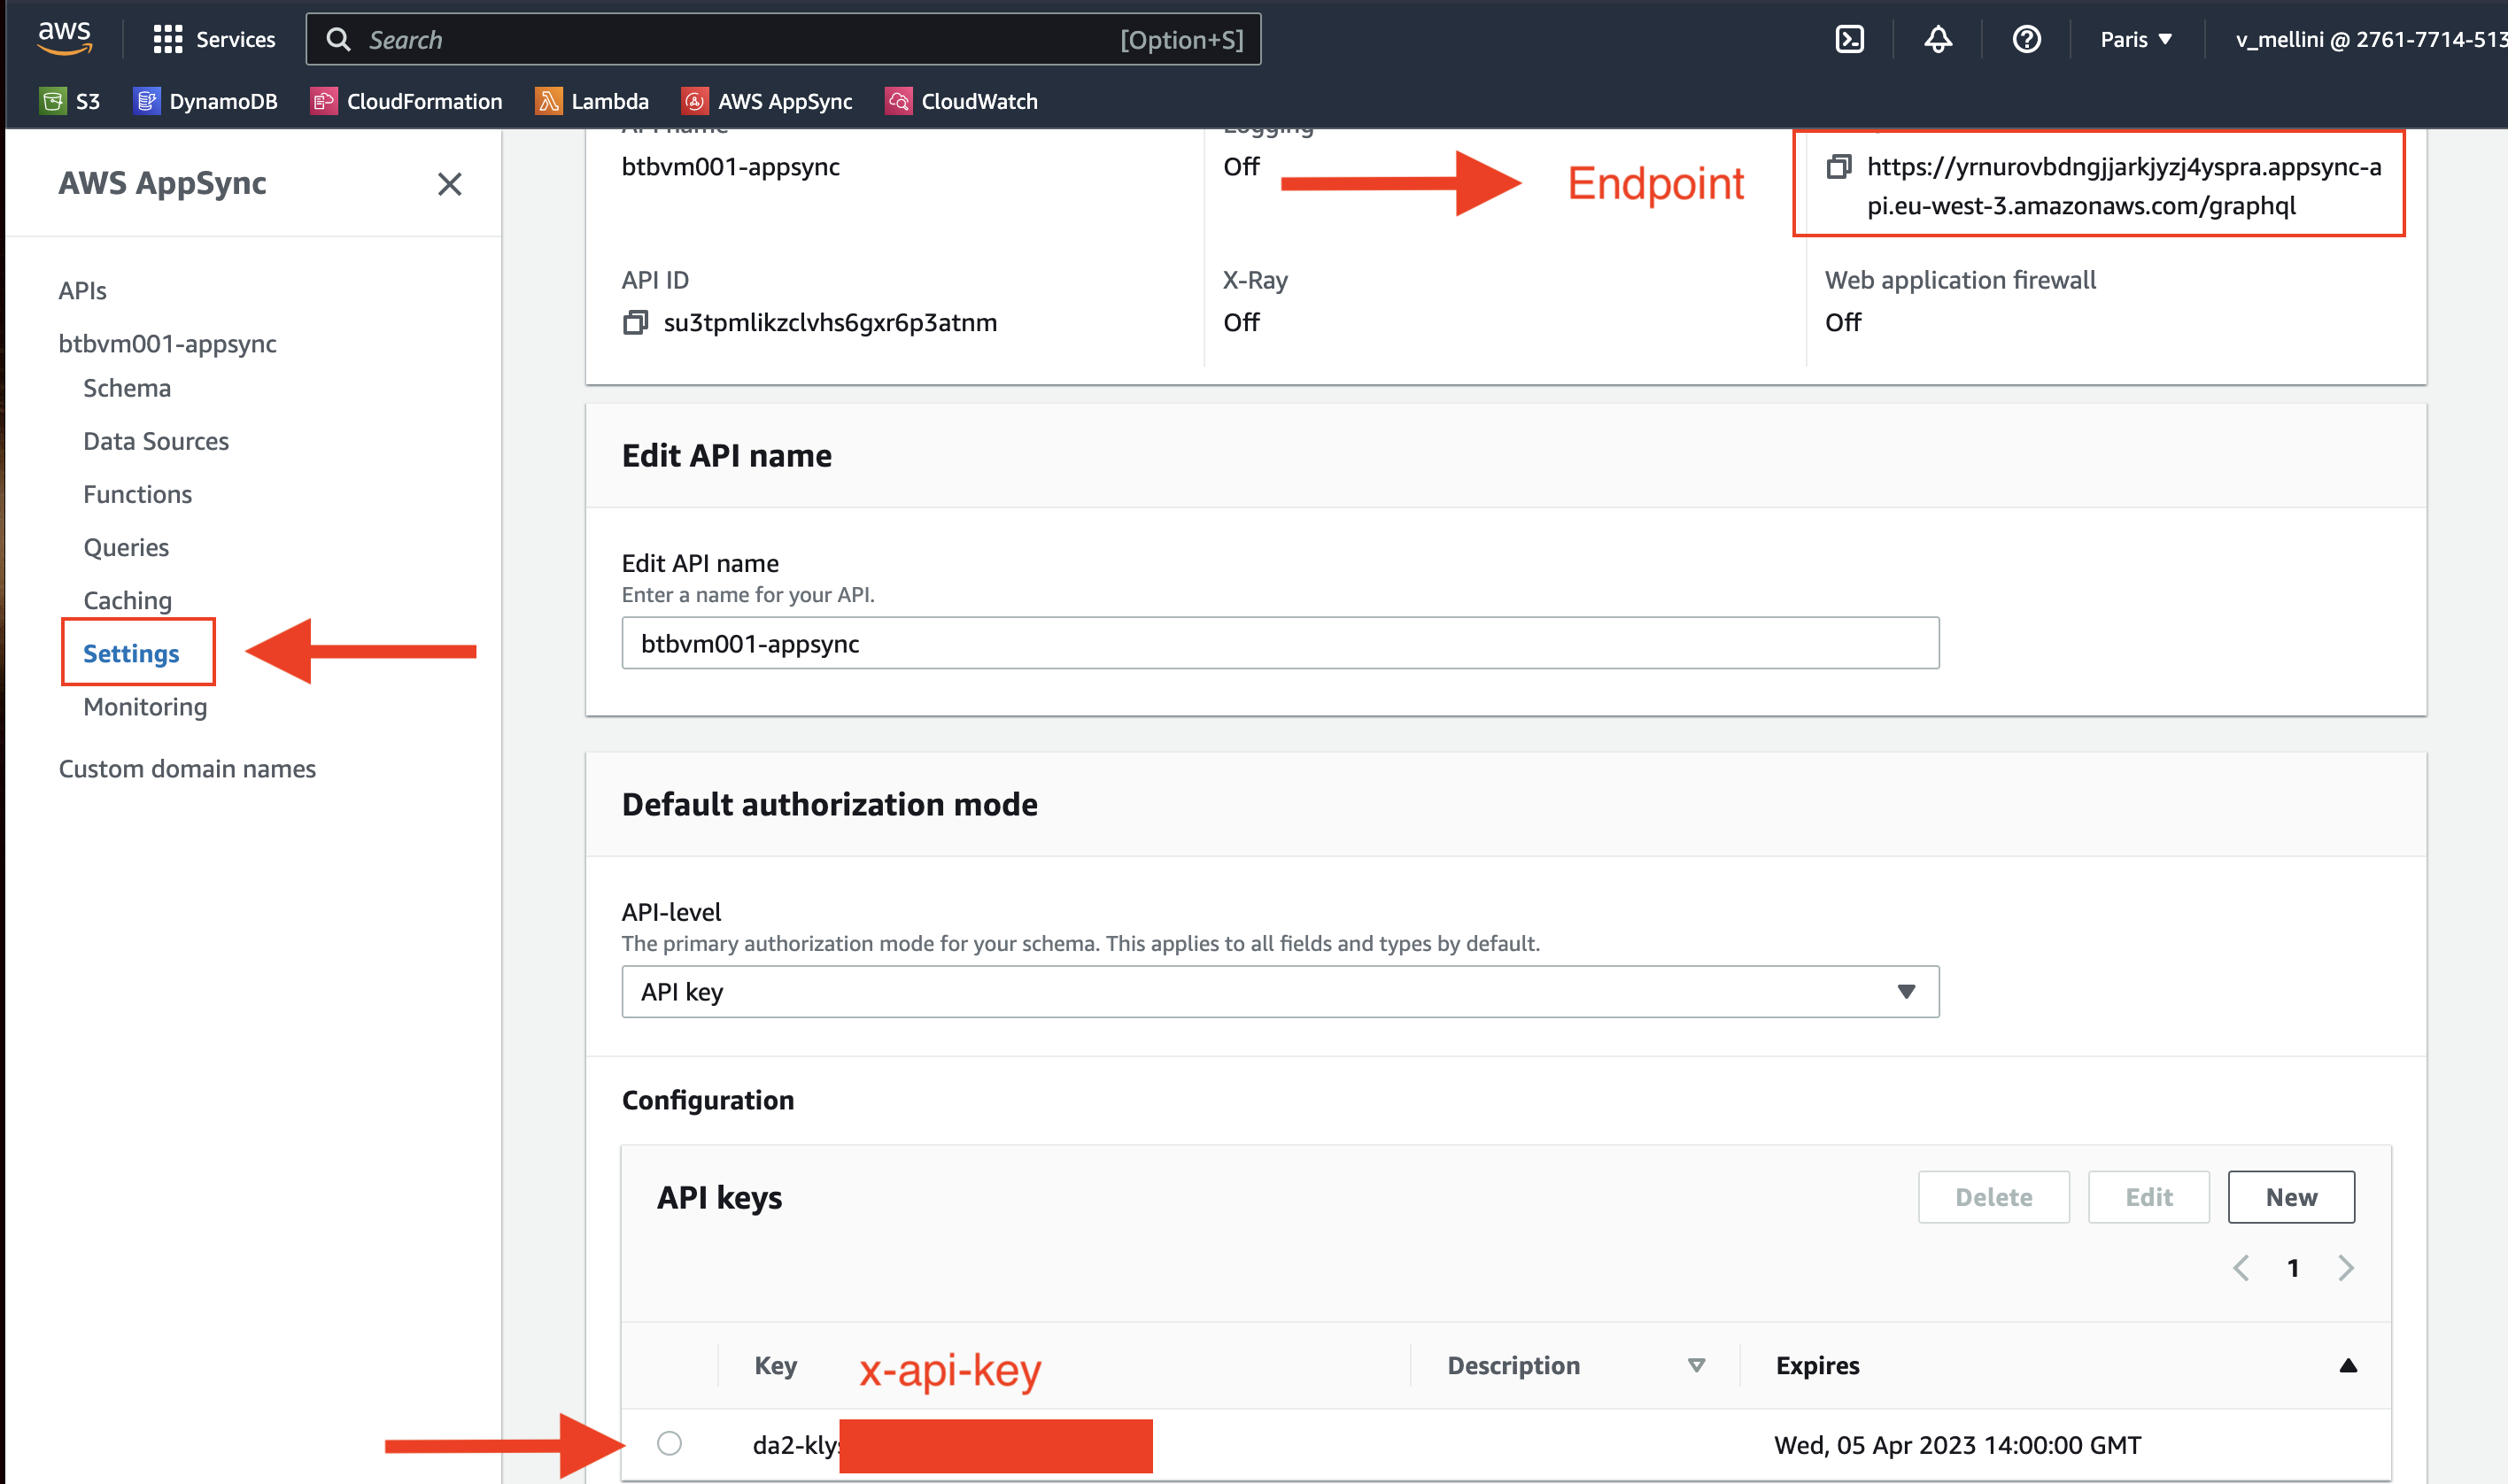 aws
Services
Search
[Option+S]
Paris
v_mellini @ 2761-7714-513
S3
DynamoDB
CloudFormation
Lambda
AWS AppSync
CloudWatch
AWS AppSync
APIs
btbvm001-appsync
Schema
Data Sources
Functions
Queries
Caching
Settings
Monitoring
Custom domain names
API name
btbvm001-appsync
Logging
Off
Endpoint
https://yrnurovbdngjjarkjyzj4yspra.appsync-a
pi.eu-west-3.amazonaws.com/graphql
API ID
su3tpmlikzclvhs6gxr6p3atnm
X-Ray
Off
Web application firewall
Off
Edit API name
Edit API name
Enter a name for your API.
btbvm001-appsync
Default authorization mode
API-level
The primary authorization mode for your schema. This applies to all fields and types by default.
API key
Configuration
API keys
Delete
Edit
New
1
Key
x-api-key
Description
Expires
da2-klys
Wed, 05 Apr 2023 14:00:00 GMT